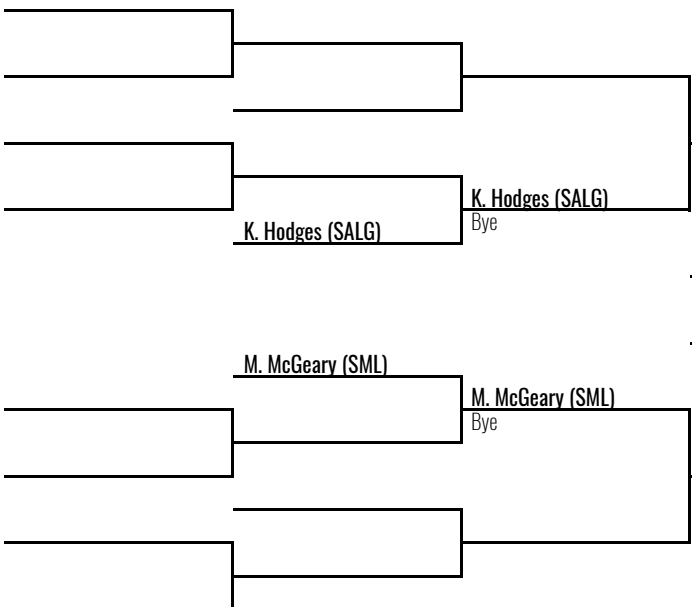 K. Hodges (SALG)
Bye
K. Hodges (SALG)
M. McGeary (SML)
M. McGeary (SML)
Bye